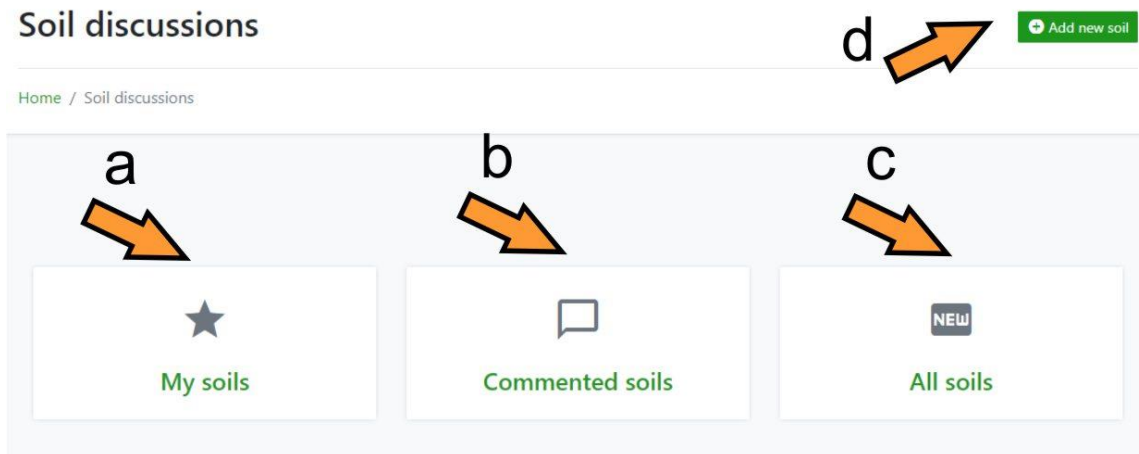 Soil discussions
d
Add new soil
Home / Soil discussions
a
b
c
NEW
My soils
Commented soils
All soils